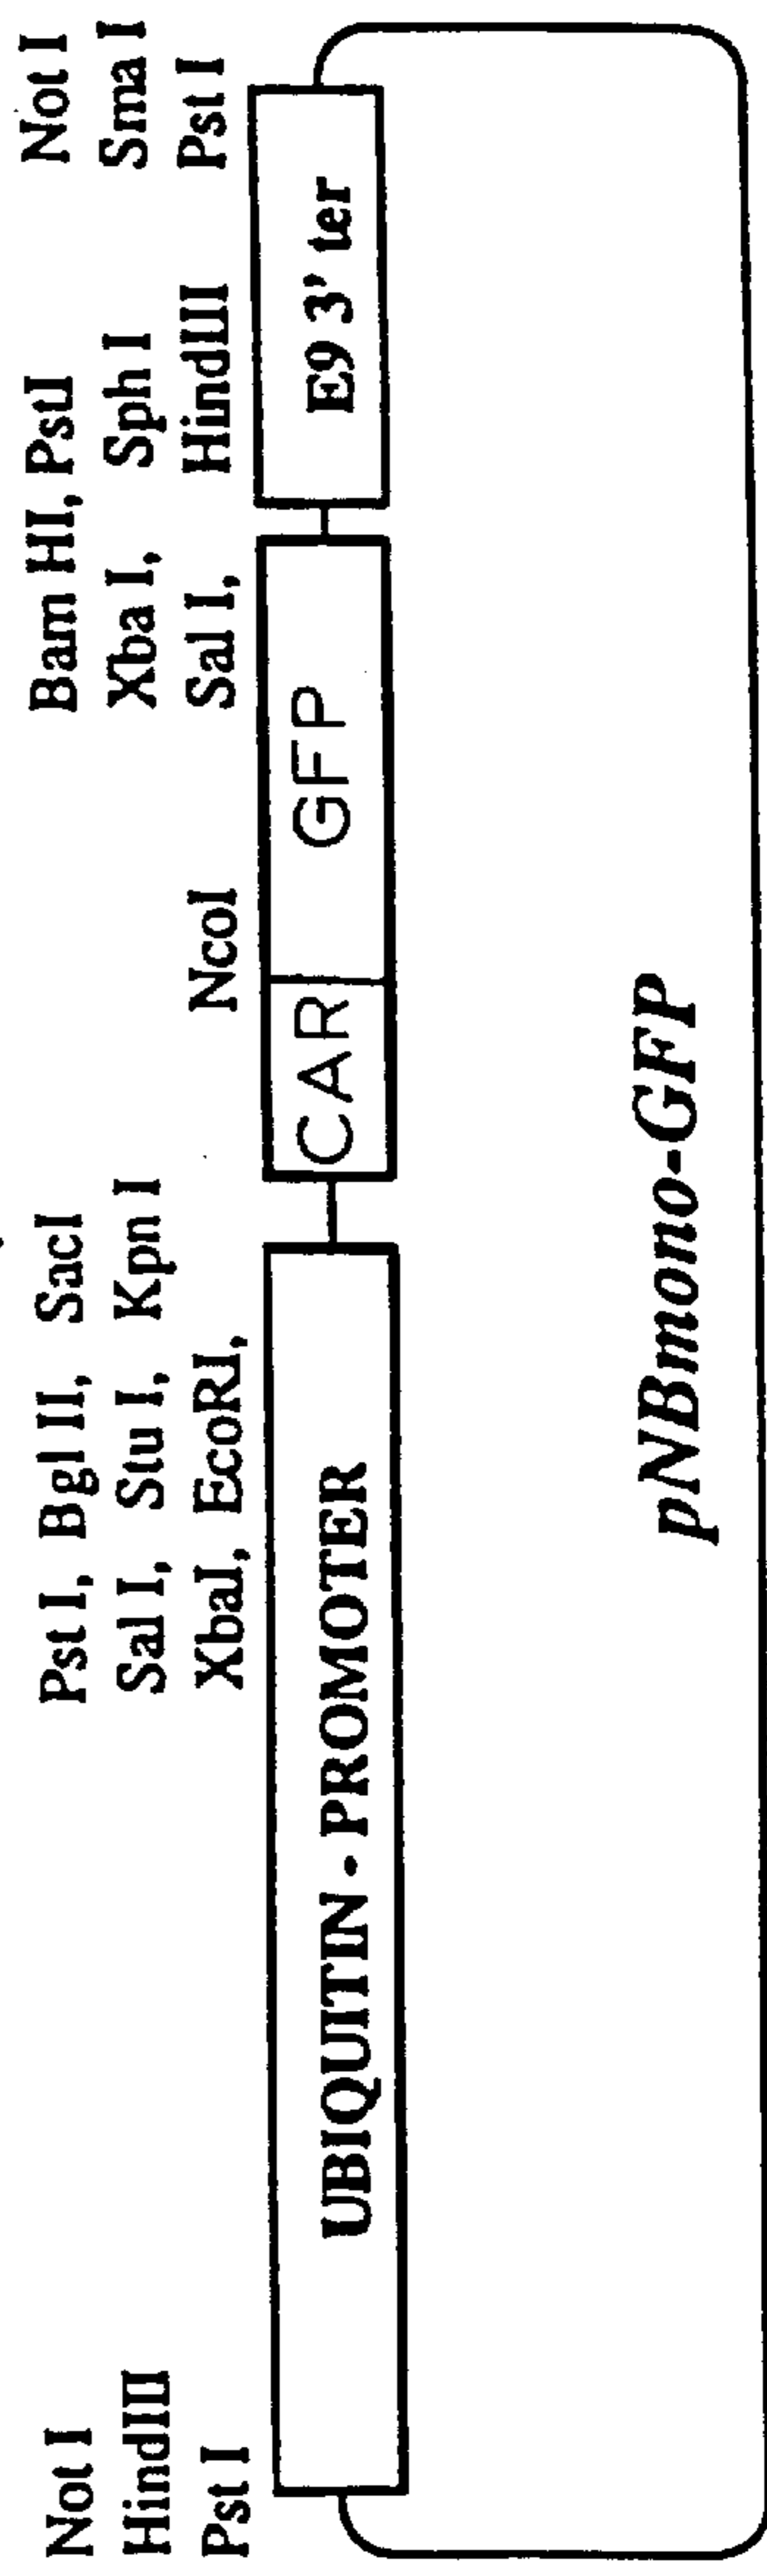 Not I
HindIII
Pst I
Pst I, Bgl II, SacI
Sal I, Stu I, Kpn I
XbaI, EcoRI,
NcoI
Bam HI, PstI
Xba I, Sph I
Sal I, HindIII
Not I
Sma I
Pst I
UBIQUITIN - PROMOTER
CAR
GFP
E9 3' ter
pNBmono-GFP